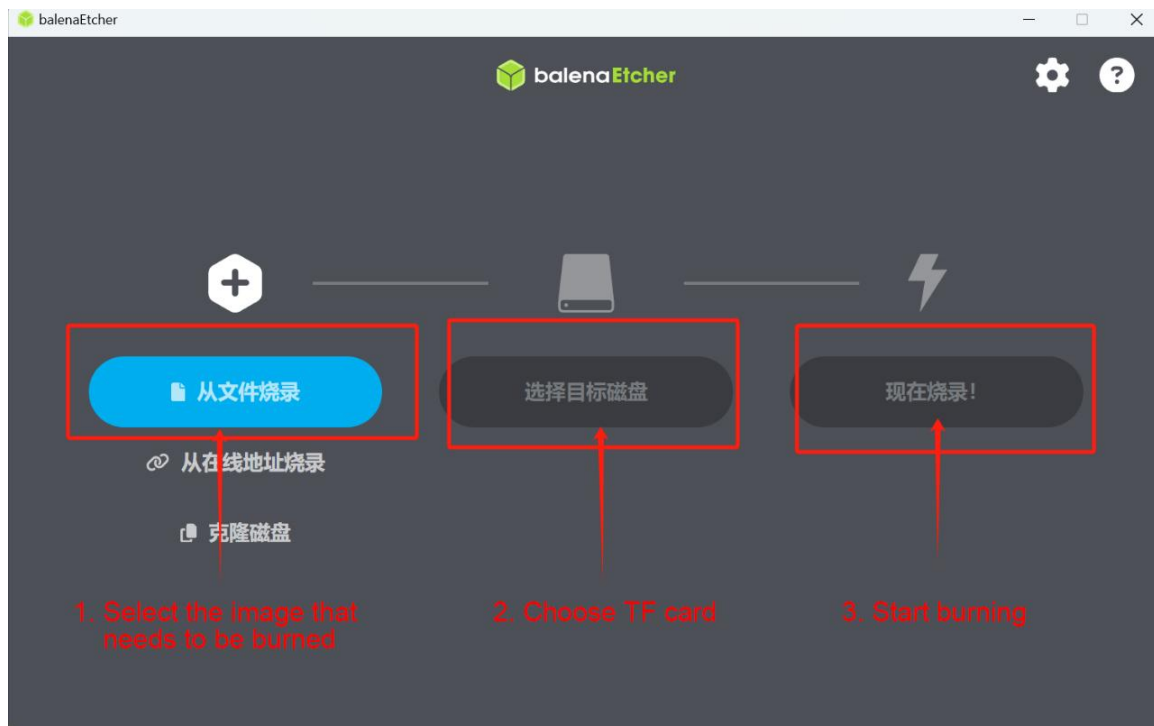 balenaEtcher
balenaEtcher
从文件烧录
选择目标磁盘
现在烧录!
从在线地址烧录
克隆磁盘
1. Select the image that
needs to be burned
2. Choose TF card
3. Start burning